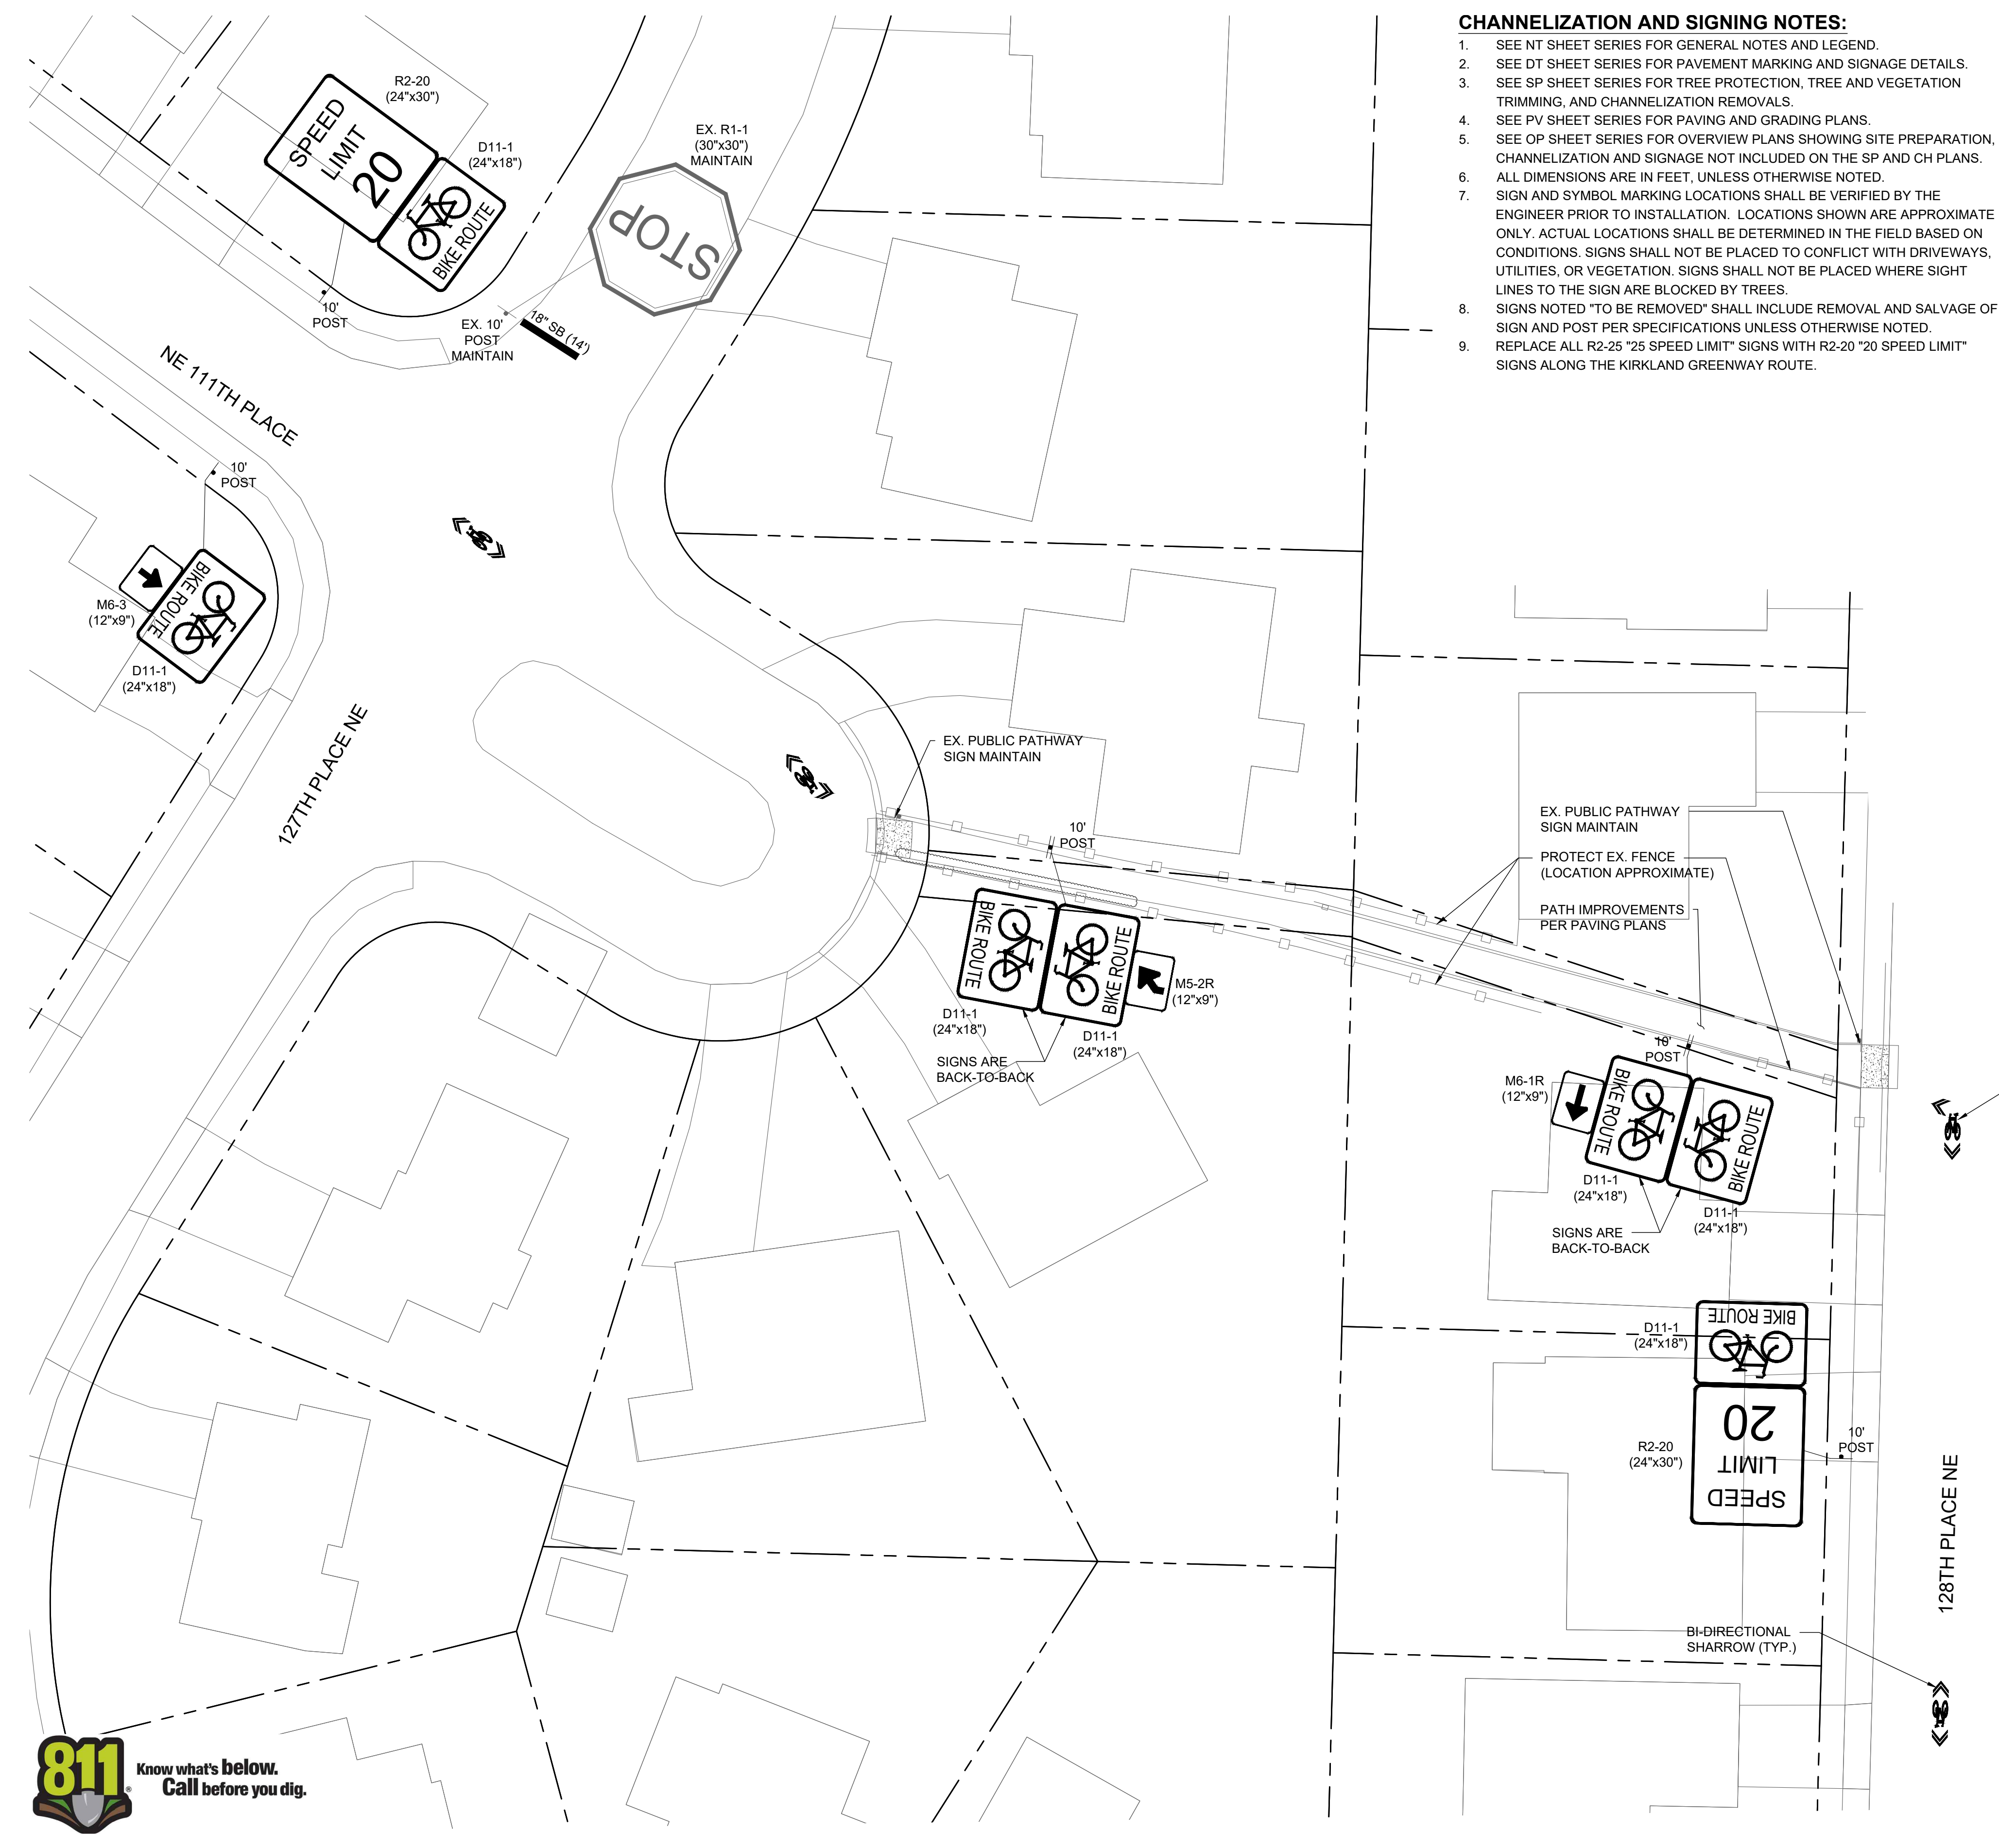 CHANNELIZATION AND SIGNING NOTES:
1. SEE NT SHEET SERIES FOR GENERAL NOTES AND LEGEND.
2. SEE DT SHEET SERIES FOR PAVEMENT MARKING AND SIGNAGE DETAILS.
3. SEE SP SHEET SERIES FOR TREE PROTECTION, TREE AND VEGETATION
TRIMMING, AND CHANNELIZATION REMOVALS.
4. SEE PV SHEET SERIES FOR PAVING AND GRADING PLANS.
5. SEE OP SHEET SERIES FOR OVERVIEW PLANS SHOWING SITE PREPARATION,
CHANNELIZATION AND SIGNAGE NOT INCLUDED ON THE SP AND CH PLANS.
6. ALL DIMENSIONS ARE IN FEET, UNLESS OTHERWISE NOTED.
7. SIGN AND SYMBOL MARKING LOCATIONS SHALL BE VERIFIED BY THE
ENGINEER PRIOR TO INSTALLATION. LOCATIONS SHOWN ARE APPROXIMATE
ONLY. ACTUAL LOCATIONS SHALL BE DETERMINED IN THE FIELD BASED ON
CONDITIONS. SIGNS SHALL NOT BE PLACED TO CONFLICT WITH DRIVEWAYS,
UTILITIES, OR VEGETATION. SIGNS SHALL NOT BE PLACED WHERE SIGHT
LINES TO THE SIGN ARE BLOCKED BY TREES.
8. SIGNS NOTED "TO BE REMOVED" SHALL INCLUDE REMOVAL AND SALVAGE OF
SIGN AND POST PER SPECIFICATIONS UNLESS OTHERWISE NOTED.
9. REPLACE ALL R2-25 "25 SPEED LIMIT" SIGNS WITH R2-20 "20 SPEED LIMIT"
SIGNS ALONG THE KIRKLAND GREENWAY ROUTE.
R2-20
(24"x30")
SPEED
LIMIT
20
D11-1
(24"x18")
BIKE ROUTE
EX. R1-1
(30"x30")
MAINTAIN
STOP
10'
POST
EX. 10'
POST
MAINTAIN
18" SB (14')
NE 111TH PLACE
10'
POST
M6-3
(12"x9")
BIKE ROUTE
D11-1
(24"x18")
127TH PLACE NE
EX. PUBLIC PATHWAY
SIGN MAINTAIN
10'
POST
BIKE ROUTE
BIKE ROUTE
M5-2R
(12"x9")
D11-1
(24"x18")
D11-1
(24"x18")
SIGNS ARE
BACK-TO-BACK
EX. PUBLIC PATHWAY
SIGN MAINTAIN
PROTECT EX. FENCE
(LOCATION APPROXIMATE)
PATH IMPROVEMENTS
PER PAVING PLANS
10'
POST
M6-1R
(12"x9")
BIKE ROUTE
BIKE ROUTE
D11-1
(24"x18")
D11-1
(24"x18")
SIGNS ARE
BACK-TO-BACK
BIKE ROUTE
D11-1
(24"x18")
SPEED
LIMIT
20
R2-20
(24"x30")
10'
POST
128TH PLACE NE
BI-DIRECTIONAL
SHARROW (TYP.)
811®
Know what's below.
Call before you dig.